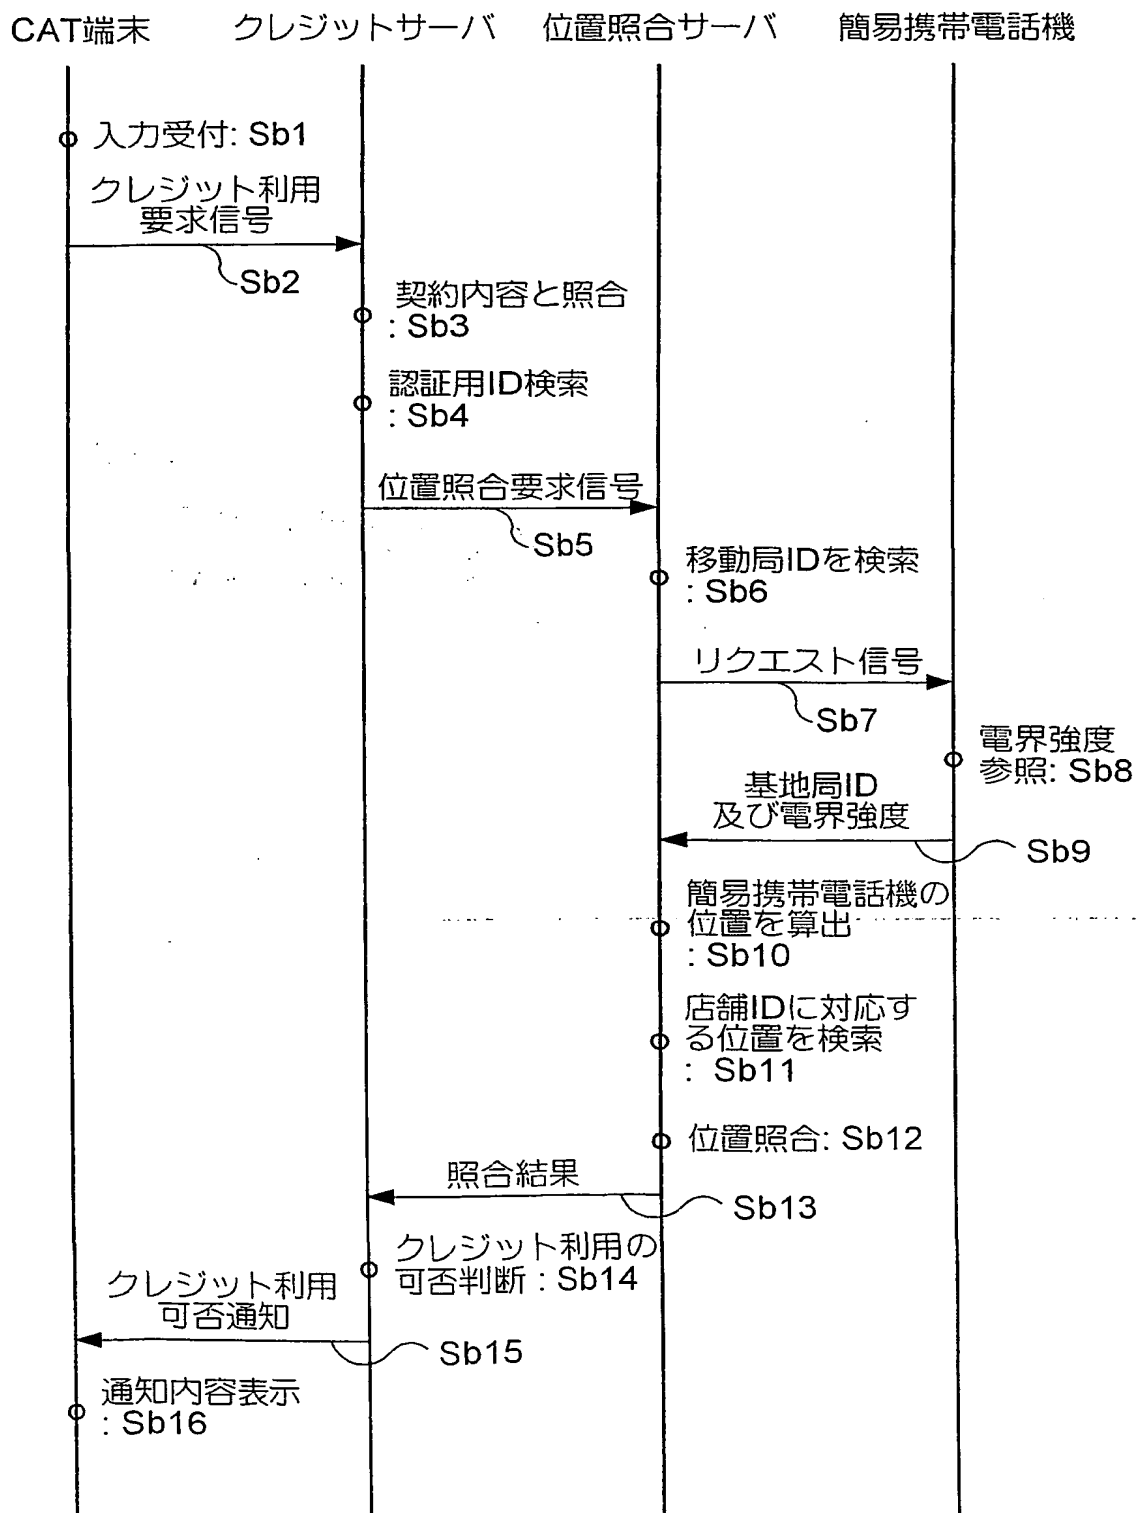 CAT端末
クレジットサーバ
位置照合サーバ
簡易携帯電話機
入力受付: Sb1
クレジット利用
要求信号
Sb2
契約内容と照合
: Sb3
認証用ID検索
: Sb4
位置照合要求信号
Sb5
移動局IDを検索
: Sb6
リクエスト信号
Sb7
電界強度
参照: Sb8
基地局ID
及び電界強度
Sb9
簡易携帯電話機の
位置を算出
: Sb10
店舗IDに対応す
る位置を検索
: Sb11
位置照合: Sb12
照合結果
Sb13
クレジット利用の
可否判断 : Sb14
クレジット利用
可否通知
Sb15
通知内容表示
: Sb16